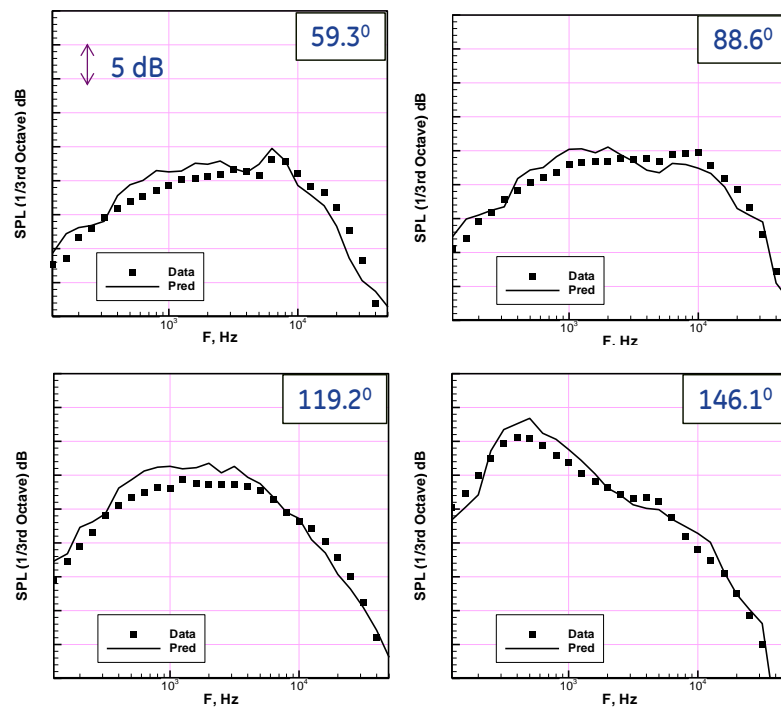 59.3⁰
5 dB
SPL (1/3rd Octave) dB
Data
Pred
10³
10⁴
F, Hz
88.6⁰
SPL (1/3rd Octave) dB
Data
Pred
10³
10⁴
F, Hz
119.2⁰
SPL (1/3rd Octave) dB
Data
Pred
10³
10⁴
F, Hz
146.1⁰
SPL (1/3rd Octave) dB
Data
Pred
10³
10⁴
F, Hz